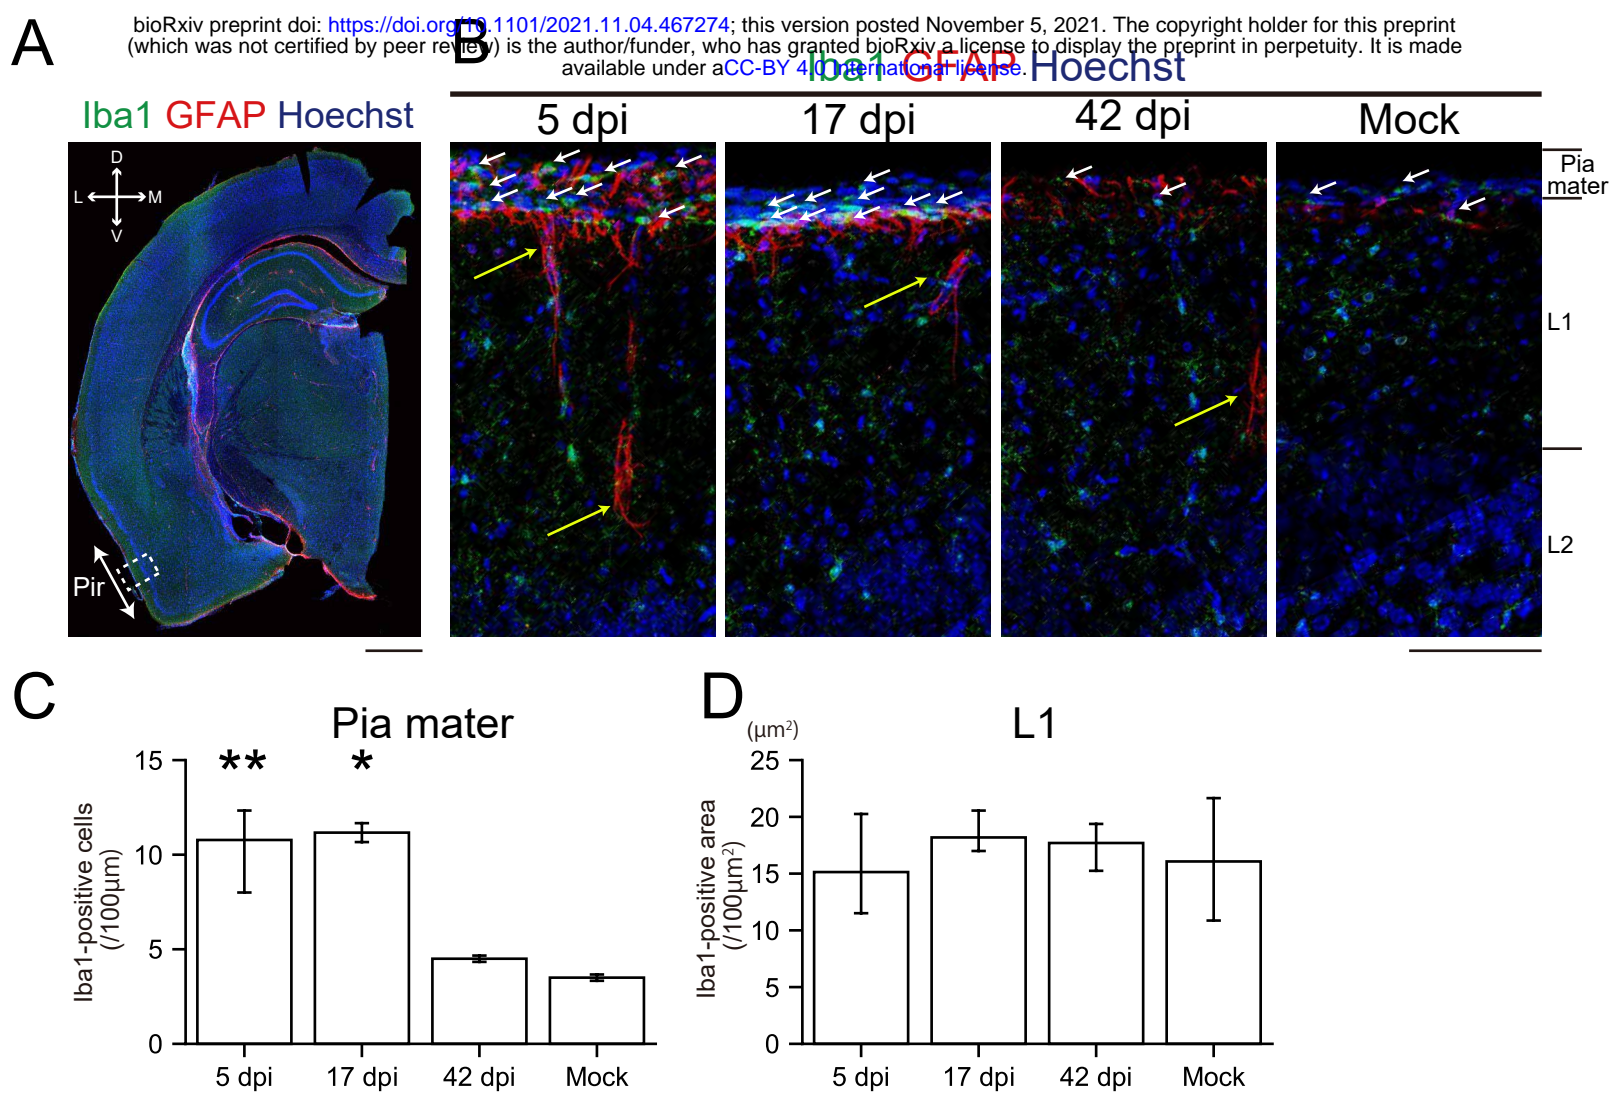 bioRxiv preprint doi: https://doi.org/10.1101/2021.11.04.467274; this version posted November 5, 2021. The copyright holder for this preprint
(which was not certified by peer review) is the author/funder, who has granted bioRxiv a license to display the preprint in perpetuity. It is made
available under aCC-BY 4.0 International license.
A
B
Iba1 GFAP Hoechst
Iba1 GFAP Hoechst
5 dpi
17 dpi
42 dpi
Mock
D
L
M
V
Pir
Pia
mater
L1
L2
C
Pia mater
Iba1-positive cells
(/100µm)
15
10
5
0
**
*
5 dpi
17 dpi
42 dpi
Mock
D
(µm²)
L1
Iba1-positive area
(/100µm²)
25
20
15
10
5
0
5 dpi
17 dpi
42 dpi
Mock